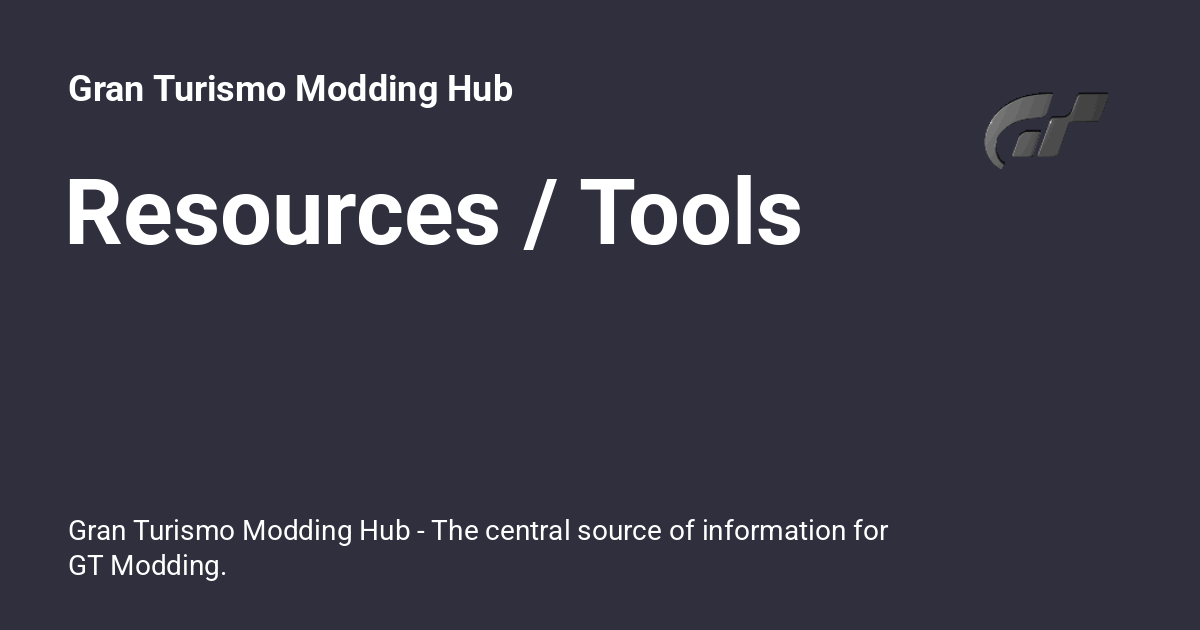 Gran Turismo Modding Hub
Resources / Tools
Gran Turismo Modding Hub - The central source of information for
GT Modding.